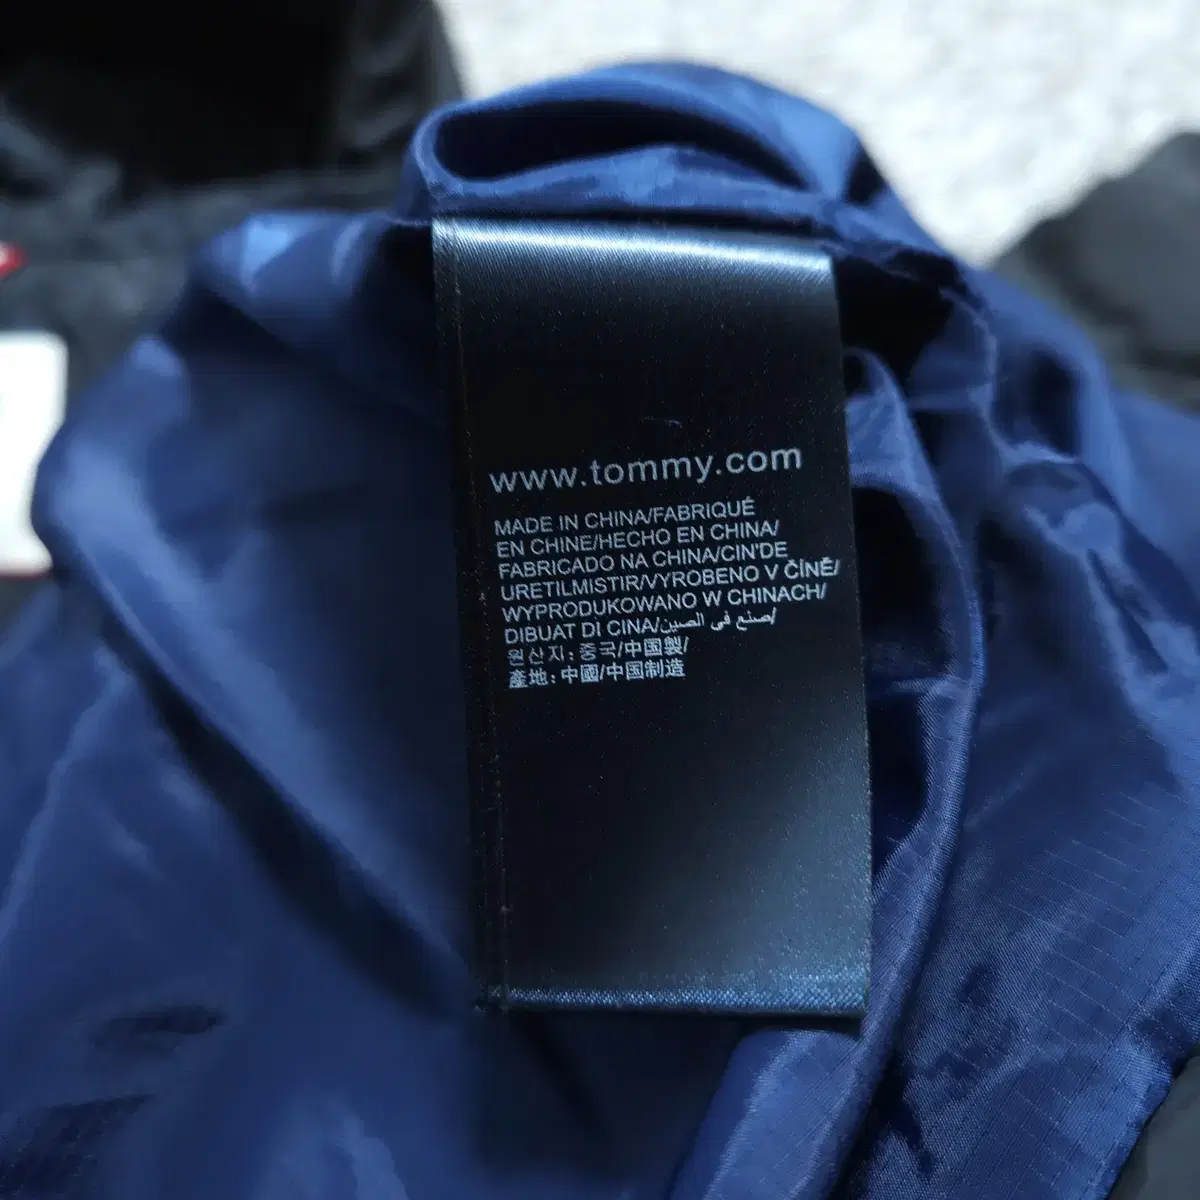 www.tommy.com
MADE IN CHINA/FABRIQUÉ
EN CHINE/HECHO EN CHINA/
FABRICADO NA CHINA/CIN'DE
URETILMISTIR/VYROBENO V ČÍNĚ/
WYPRODUKOWANO W CHINACH/
DIBUAT DI CINA/صنع في الصين/
원산지: 중국/中国製/
產地: 中國/中国制造